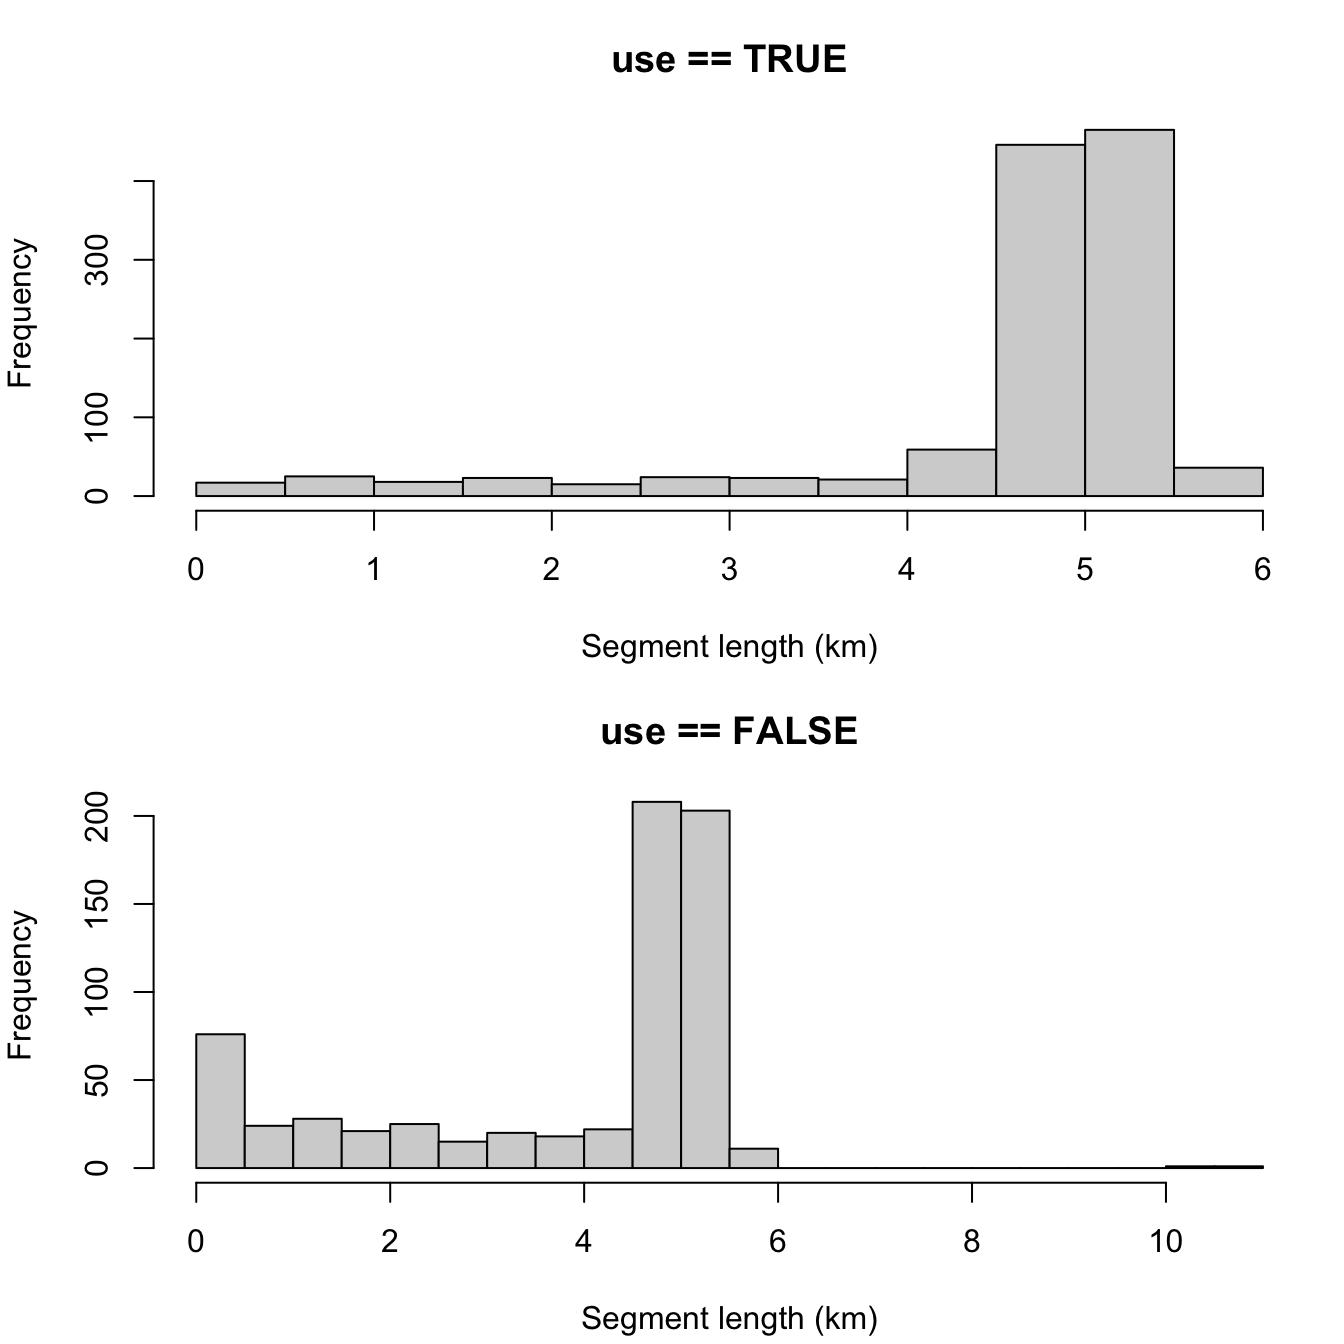 use == TRUE
Frequency
300
100
0
0 1 2 3 4 5 6
Segment length (km)
use == FALSE
Frequency
200
150
100
50
0
0 2 4 6 8 10
Segment length (km)